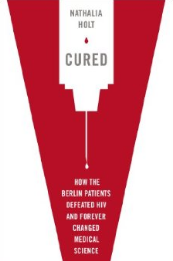 NATHALIA
HOLT
CURED
HOW THE
BERLIN PATIENTS
DEFEATED HIV
AND FOREVER
CHANGED
MEDICAL
SCIENCE